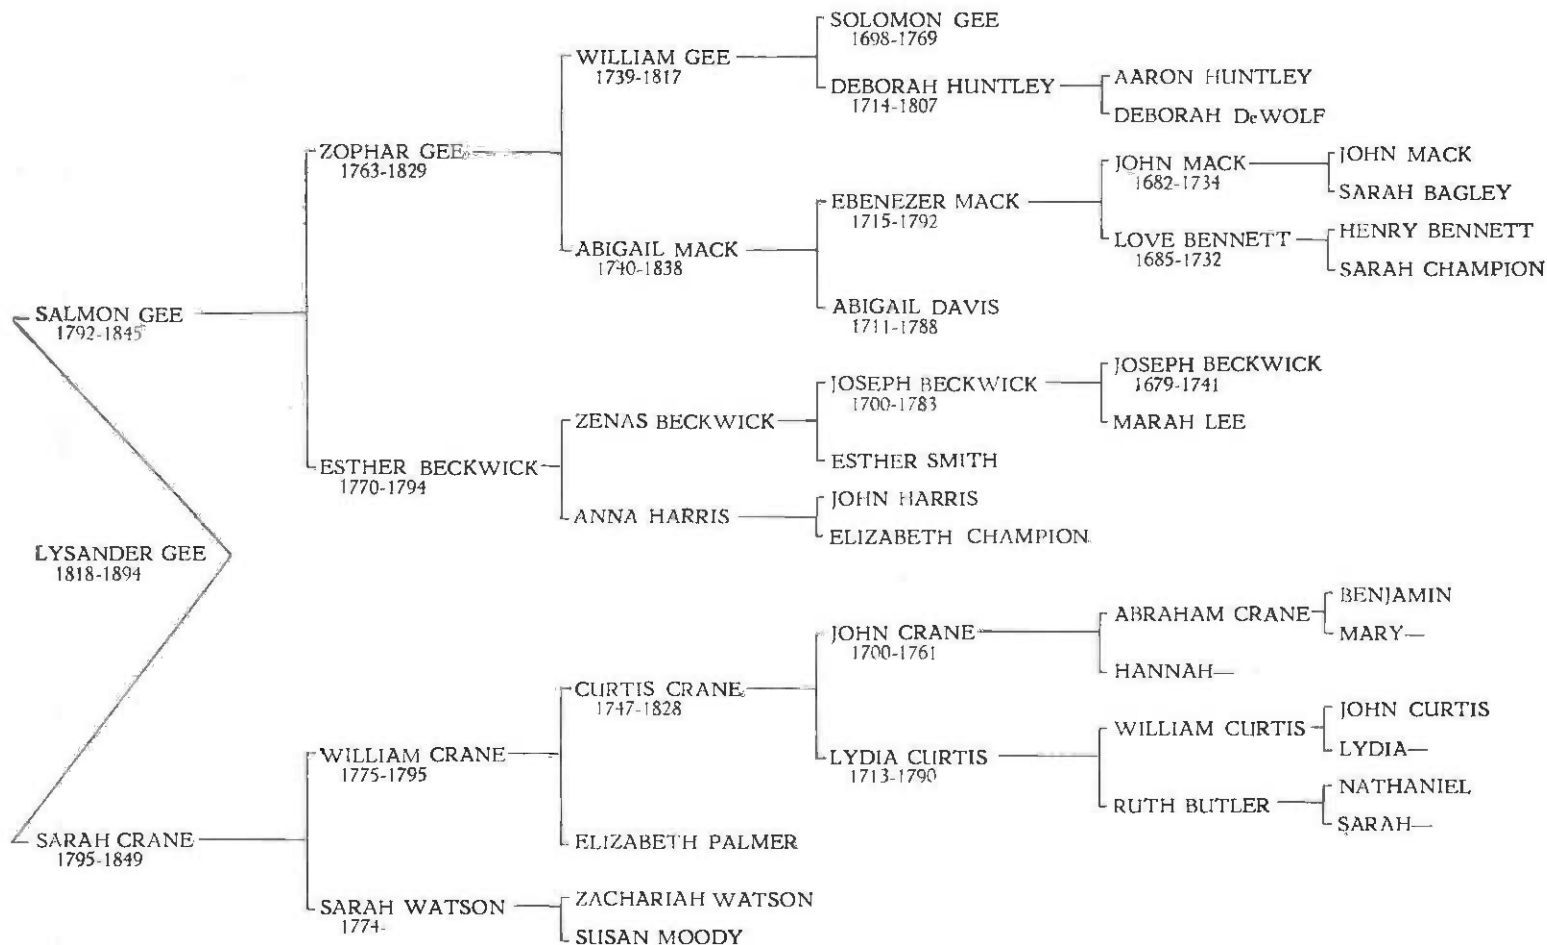 SOLOMON GEE
1698-1769
WILLIAM GEE
1739-1817
DEBORAH HUNTLEY
1714-1807
AARON HUNTLEY
DEBORAH DeWOLF
ZOPHAR GEE
1763-1829
JOHN MACK
1682-1734
JOHN MACK
SARAH BAGLEY
EBENEZER MACK
1715-1792
LOVE BENNETT
1685-1732
HENRY BENNETT
SARAH CHAMPION
ABIGAIL MACK
1740-1838
ABIGAIL DAVIS
1711-1788
SALMON GEE
1792-1845
JOSEPH BECKWICK
1700-1783
JOSEPH BECKWICK
1679-1741
MARAH LEE
ZENAS BECKWICK
ESTHER SMITH
ESTHER BECKWICK
1770-1794
JOHN HARRIS
ANNA HARRIS
ELIZABETH CHAMPION
LYSANDER GEE
1818-1894
JOHN CRANE
1700-1761
ABRAHAM CRANE
BENJAMIN
MARY—
HANNAH—
CURTIS CRANE
1747-1828
WILLIAM CURTIS
JOHN CURTIS
LYDIA—
LYDIA CURTIS
1713-1790
RUTH BUTLER
NATHANIEL
SARAH—
WILLIAM CRANE
1775-1795
ELIZABETH PALMER
SARAH CRANE
1795-1849
SARAH WATSON
1774-
ZACHARIAH WATSON
SUSAN MOODY